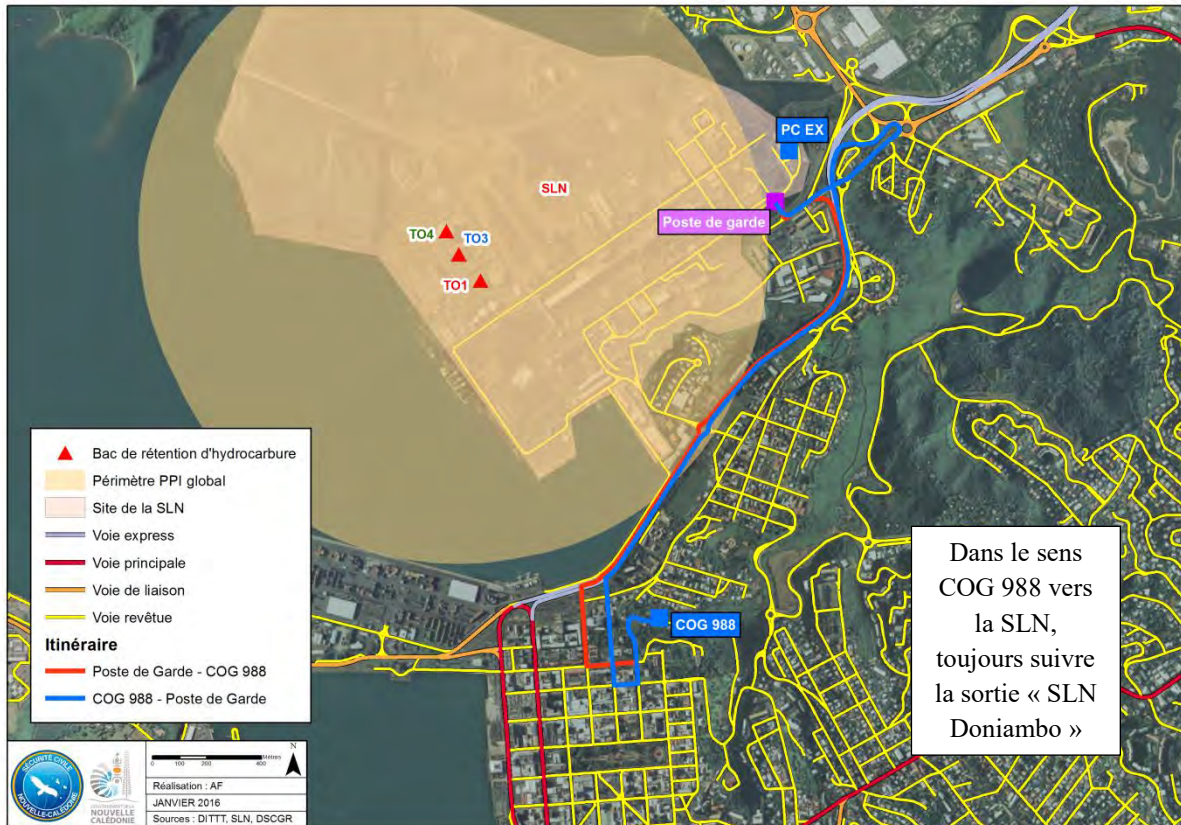 PC EX
SLN
Poste de garde
TO4
TO3
TO1
Bac de rétention d'hydrocarbure
Périmètre PPI global
Site de la SLN
Voie express
Voie principale
Voie de liaison
Voie revêtue
Itinéraire
Poste de Garde - COG 988
COG 988 - Poste de Garde
COG 988
Dans le sens
COG 988 vers
la SLN,
toujours suivre
la sortie « SLN
Doniambo »
SÉCURITÉ CIVILE
NOUVELLE-CALÉDONIE
NOUVELLE
CALÉDONIE
Mètres
0 100 200 400
N
Réalisation : AF
JANVIER 2016
Sources : DITTT, SLN, DSCGR